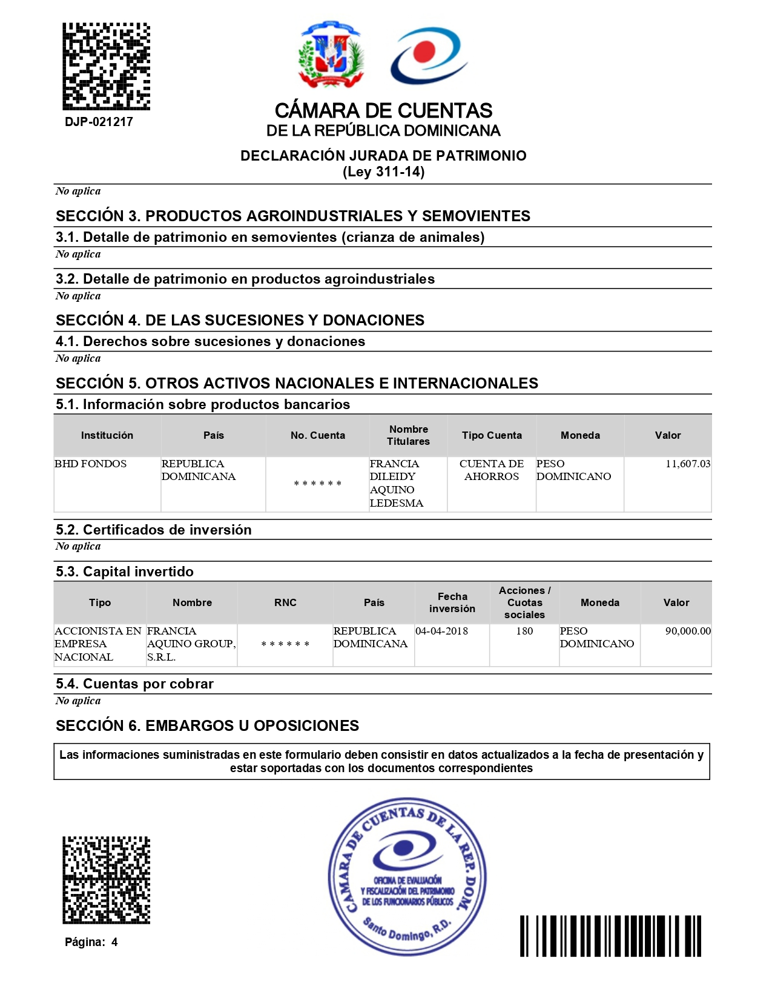 DJP-021217
CÁMARA DE CUENTAS
DE LA REPÚBLICA DOMINICANA
DECLARACIÓN JURADA DE PATRIMONIO
(Ley 311-14)
No aplica
SECCIÓN 3. PRODUCTOS AGROINDUSTRIALES Y SEMOVIENTES
3.1. Detalle de patrimonio en semovientes (crianza de animales)
No aplica
3.2. Detalle de patrimonio en productos agroindustriales
No aplica
SECCIÓN 4. DE LAS SUCESIONES Y DONACIONES
4.1. Derechos sobre sucesiones y donaciones
No aplica
SECCIÓN 5. OTROS ACTIVOS NACIONALES E INTERNACIONALES
5.1. Información sobre productos bancarios
Institución País No. Cuenta Nombre Titulares Tipo Cuenta Moneda Valor
BHD FONDOS REPUBLICA DOMINICANA * * * * * * FRANCIA DILEIDY AQUINO LEDESMA CUENTA DE AHORROS PESO DOMINICANO 11,607.03
5.2. Certificados de inversión
No aplica
5.3. Capital invertido
Tipo Nombre RNC País Fecha inversión Acciones / Cuotas sociales Moneda Valor
ACCIONISTA EN EMPRESA NACIONAL FRANCIA AQUINO GROUP, S.R.L. * * * * * * REPUBLICA DOMINICANA 04-04-2018 180 PESO DOMINICANO 90,000.00
5.4. Cuentas por cobrar
No aplica
SECCIÓN 6. EMBARGOS U OPOSICIONES
Las informaciones suministradas en este formulario deben consistir en datos actualizados a la fecha de presentación y
estar soportadas con los documentos correspondientes
CAMARA DE CUENTAS DE LA REP. DOM.
OFICINA DE EVALUACIÓN
Y FISCALIZACIÓN DEL PATRIMONIO
DE LOS FUNCIONARIOS PÚBLICOS
Santo Domingo, R.D.
Página: 4